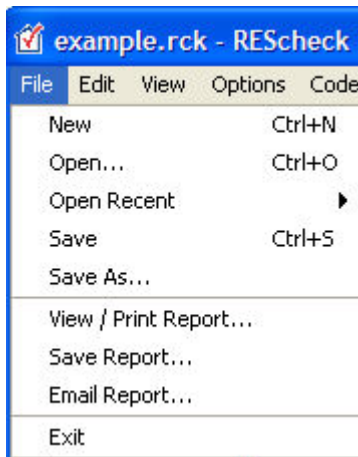 example.rck - REScheck
File Edit View Options Code
New Ctrl+N
Open... Ctrl+O
Open Recent
Save Ctrl+S
Save As...
View / Print Report...
Save Report...
Email Report...
Exit